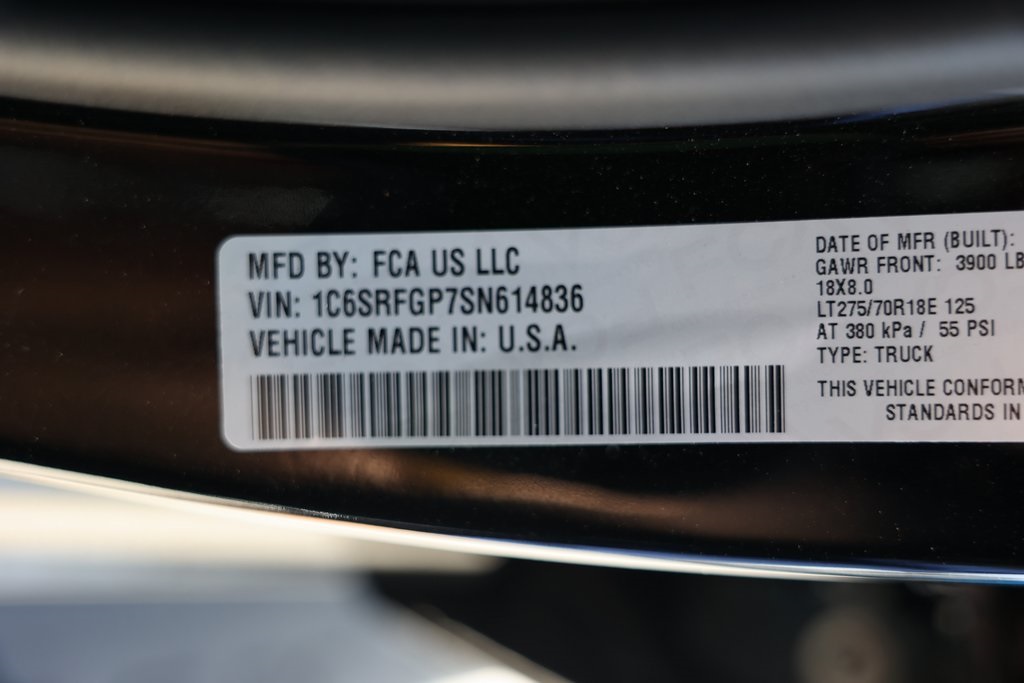 MFD BY: FCA US LLC
VIN: 1C6SRFGP7SN614836
VEHICLE MADE IN: U.S.A.
DATE OF MFR (BUILT):
GAWR FRONT: 3900 LB
18X8.0
LT275/70R18E 125
AT 380 kPa / 55 PSI
TYPE: TRUCK
THIS VEHICLE CONFORM
STANDARDS IN